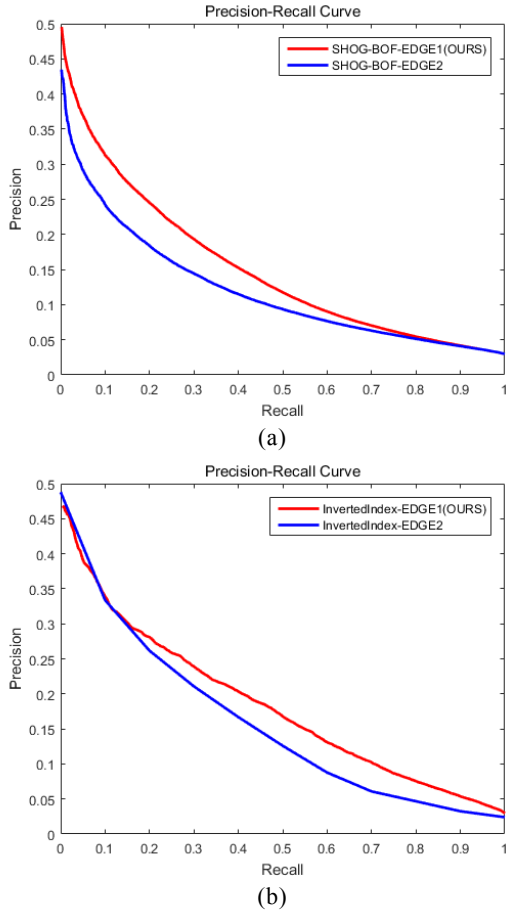 Precision-Recall Curve
0.5
0.45
0.4
0.35
0.3
0.25
0.2
0.15
0.1
0.05
0
Precision
SHOG-BOF-EDGE1(OURS)
SHOG-BOF-EDGE2
0 0.1 0.2 0.3 0.4 0.5 0.6 0.7 0.8 0.9 1
Recall
(a)
Precision-Recall Curve
0.5
0.45
0.4
0.35
0.3
0.25
0.2
0.15
0.1
0.05
0
Precision
InvertedIndex-EDGE1(OURS)
InvertedIndex-EDGE2
0 0.1 0.2 0.3 0.4 0.5 0.6 0.7 0.8 0.9 1
Recall
(b)